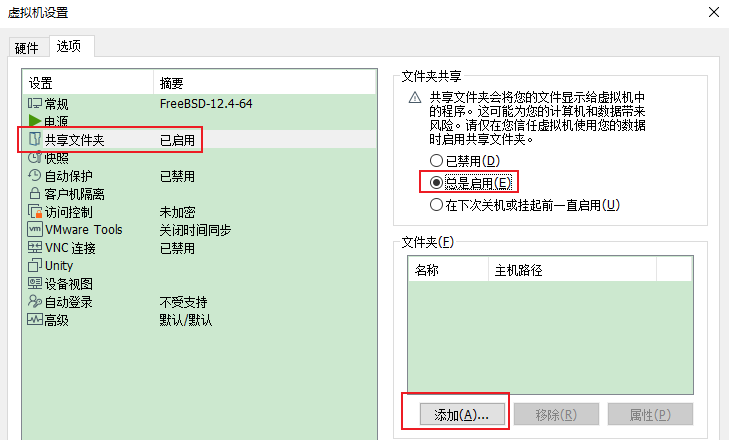 虚拟机设置
硬件 选项
设置 摘要
常规 FreeBSD-12.4-64
电源
共享文件夹 已启用
快照
自动保护 已禁用
客户机隔离
访问控制 未加密
VMware Tools 关闭时间同步
VNC 连接 已禁用
Unity
设备视图
自动登录 不受支持
高级 默认/默认
文件夹共享
共享文件夹会将您的文件显示给虚拟机中
的程序。这可能为您的计算机和数据带来
风险。请仅在您信任虚拟机使用您的数据
时启用共享文件夹。
已禁用(D)
总是启用(E)
在下次关机或挂起前一直启用(U)
文件夹(F)
名称 主机路径
添加(A)... 移除(R) 属性(P)